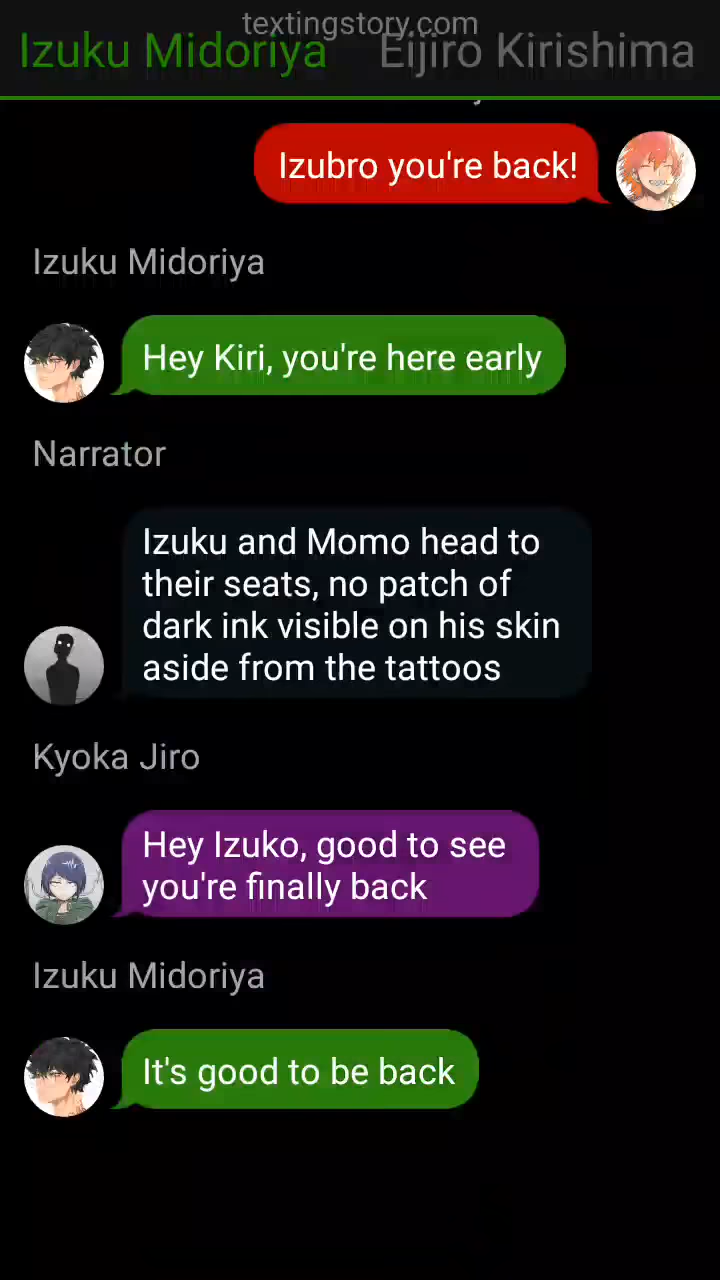 textingstory.com
Izuku Midoriya Eijiro Kirishima
Izubro you're back!
Izuku Midoriya
Hey Kiri, you're here early
Narrator
Izuku and Momo head to
their seats, no patch of
dark ink visible on his skin
aside from the tattoos
Kyoka Jiro
Hey Izuko, good to see
you're finally back
Izuku Midoriya
It's good to be back